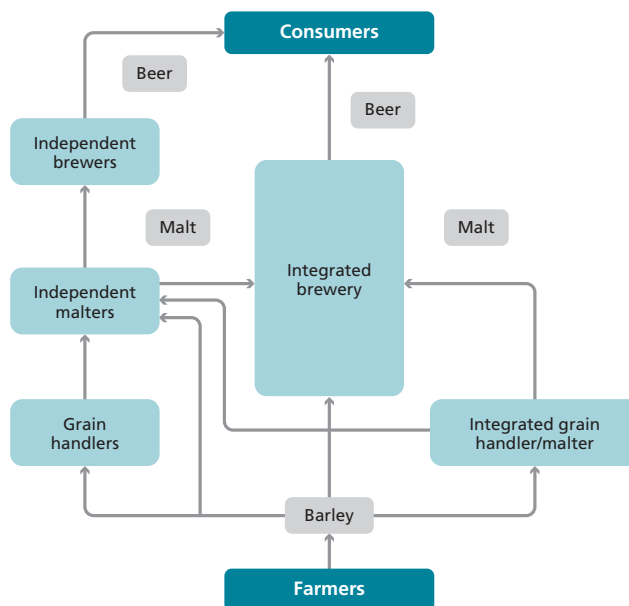 Consumers
Beer
Beer
Independent
brewers
Malt
Malt
Integrated
brewery
Independent
malters
Grain
handlers
Integrated grain
handler/malter
Barley
Farmers